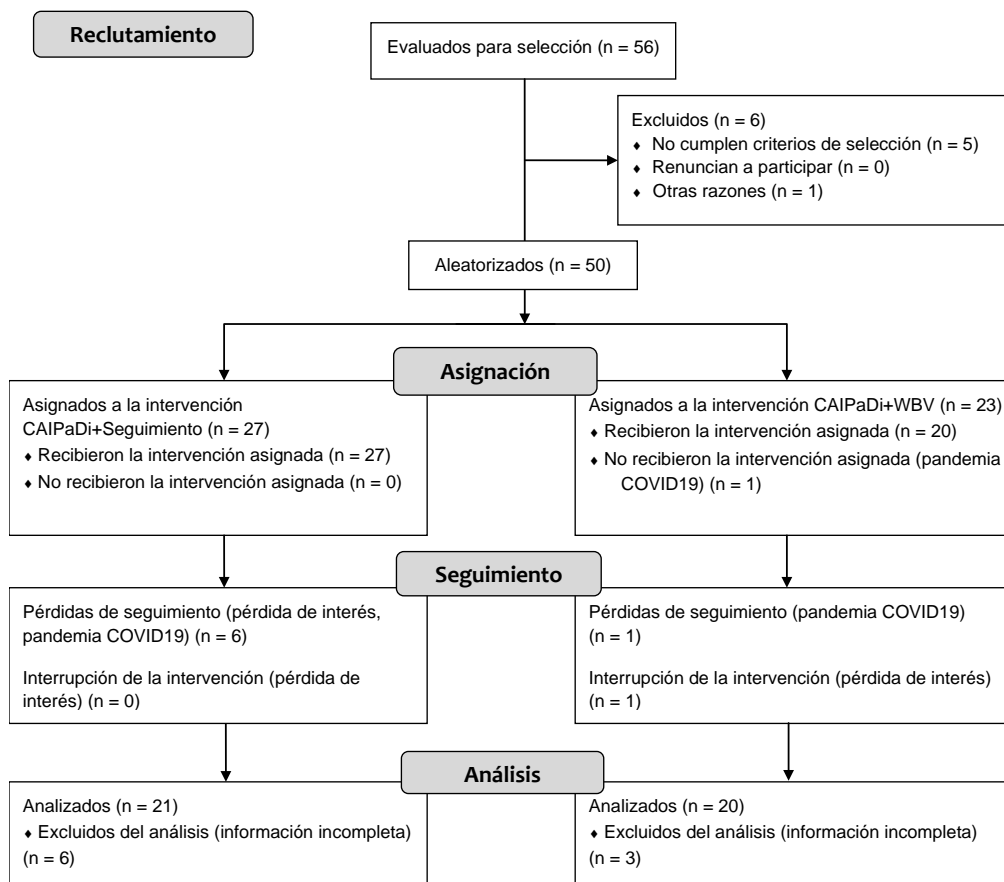 Reclutamiento
Evaluados para selección (n = 56)
Excluidos (n = 6)
♦ No cumplen criterios de selección (n = 5)
♦ Renuncian a participar (n = 0)
♦ Otras razones (n = 1)
Aleatorizados (n = 50)
Asignación
Asignados a la intervención
CAIPaDi+Seguimiento (n = 27)
♦ Recibieron la intervención asignada (n = 27)
♦ No recibieron la intervención asignada (n = 0)
Asignados a la intervención CAIPaDi+WBV (n = 23)
♦ Recibieron la intervención asignada (n = 20)
♦ No recibieron la intervención asignada (pandemia
COVID19) (n = 1)
Seguimiento
Pérdidas de seguimiento (pérdida de interés,
pandemia COVID19) (n = 6)
Interrupción de la intervención (pérdida de
interés) (n = 0)
Pérdidas de seguimiento (pandemia COVID19)
(n = 1)
Interrupción de la intervención (pérdida de interés)
(n = 1)
Análisis
Analizados (n = 21)
♦ Excluidos del análisis (información incompleta)
(n = 6)
Analizados (n = 20)
♦ Excluidos del análisis (información incompleta)
(n = 3)